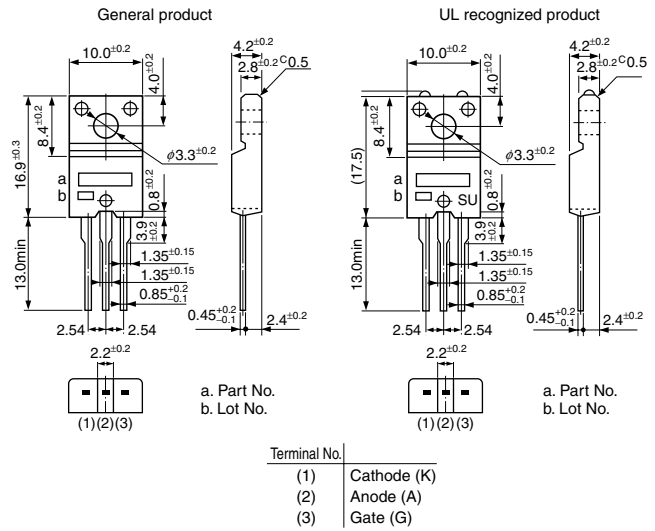 General product
10.0±0.2
4.0±0.2
4.2±0.2
2.8±0.2
C0.5
16.9±0.3
8.4±0.2
φ3.3±0.2
a
b
0.8±0.2
3.9±0.2
13.0min
1.35±0.15
1.35±0.15
0.85+0.2-0.1
0.45+0.2-0.1
2.4±0.2
2.54
2.54
2.2±0.2
(1)(2)(3)
a. Part No.
b. Lot No.
UL recognized product
10.0±0.2
4.0±0.2
4.2±0.2
2.8±0.2
C0.5
(17.5)
8.4±0.2
φ3.3±0.2
a
b
SU
0.8±0.2
3.9±0.2
13.0min
1.35±0.15
1.35±0.15
0.85+0.2-0.1
0.45+0.2-0.1
2.4±0.2
2.54
2.54
2.2±0.2
(1)(2)(3)
a. Part No.
b. Lot No.
Terminal No.
(1) Cathode (K)
(2) Anode (A)
(3) Gate (G)